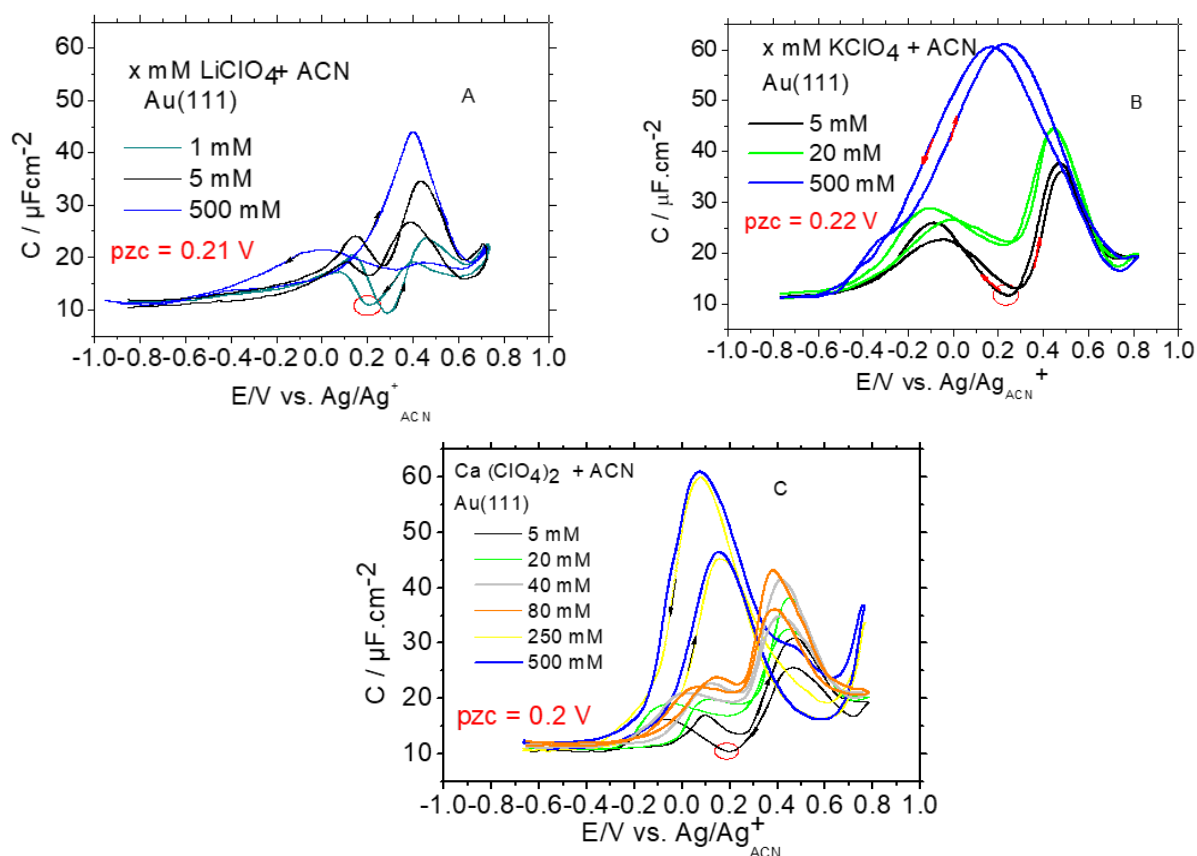 60
50
40
30
20
10
C / µFcm-2
x mM LiClO4+ ACN
Au(111)
A
1 mM
5 mM
500 mM
pzc = 0.21 V
-1.0 -0.8 -0.6 -0.4 -0.2 0.0 0.2 0.4 0.6 0.8 1.0
E/V vs. Ag/Ag+ACN
60
50
40
30
20
10
C / µF.cm-2
x mM KClO4 + ACN
Au(111)
B
5 mM
20 mM
500 mM
pzc = 0.22 V
-1.0 -0.8 -0.6 -0.4 -0.2 0.0 0.2 0.4 0.6 0.8 1.0
E/V vs. Ag/AgACN+
60
50
40
30
20
10
C / µF.cm-2
Ca (ClO4)2 + ACN
C
Au(111)
5 mM
20 mM
40 mM
80 mM
250 mM
500 mM
pzc = 0.2 V
-1.0 -0.8 -0.6 -0.4 -0.2 0.0 0.2 0.4 0.6 0.8 1.0
E/V vs. Ag/Ag+ACN